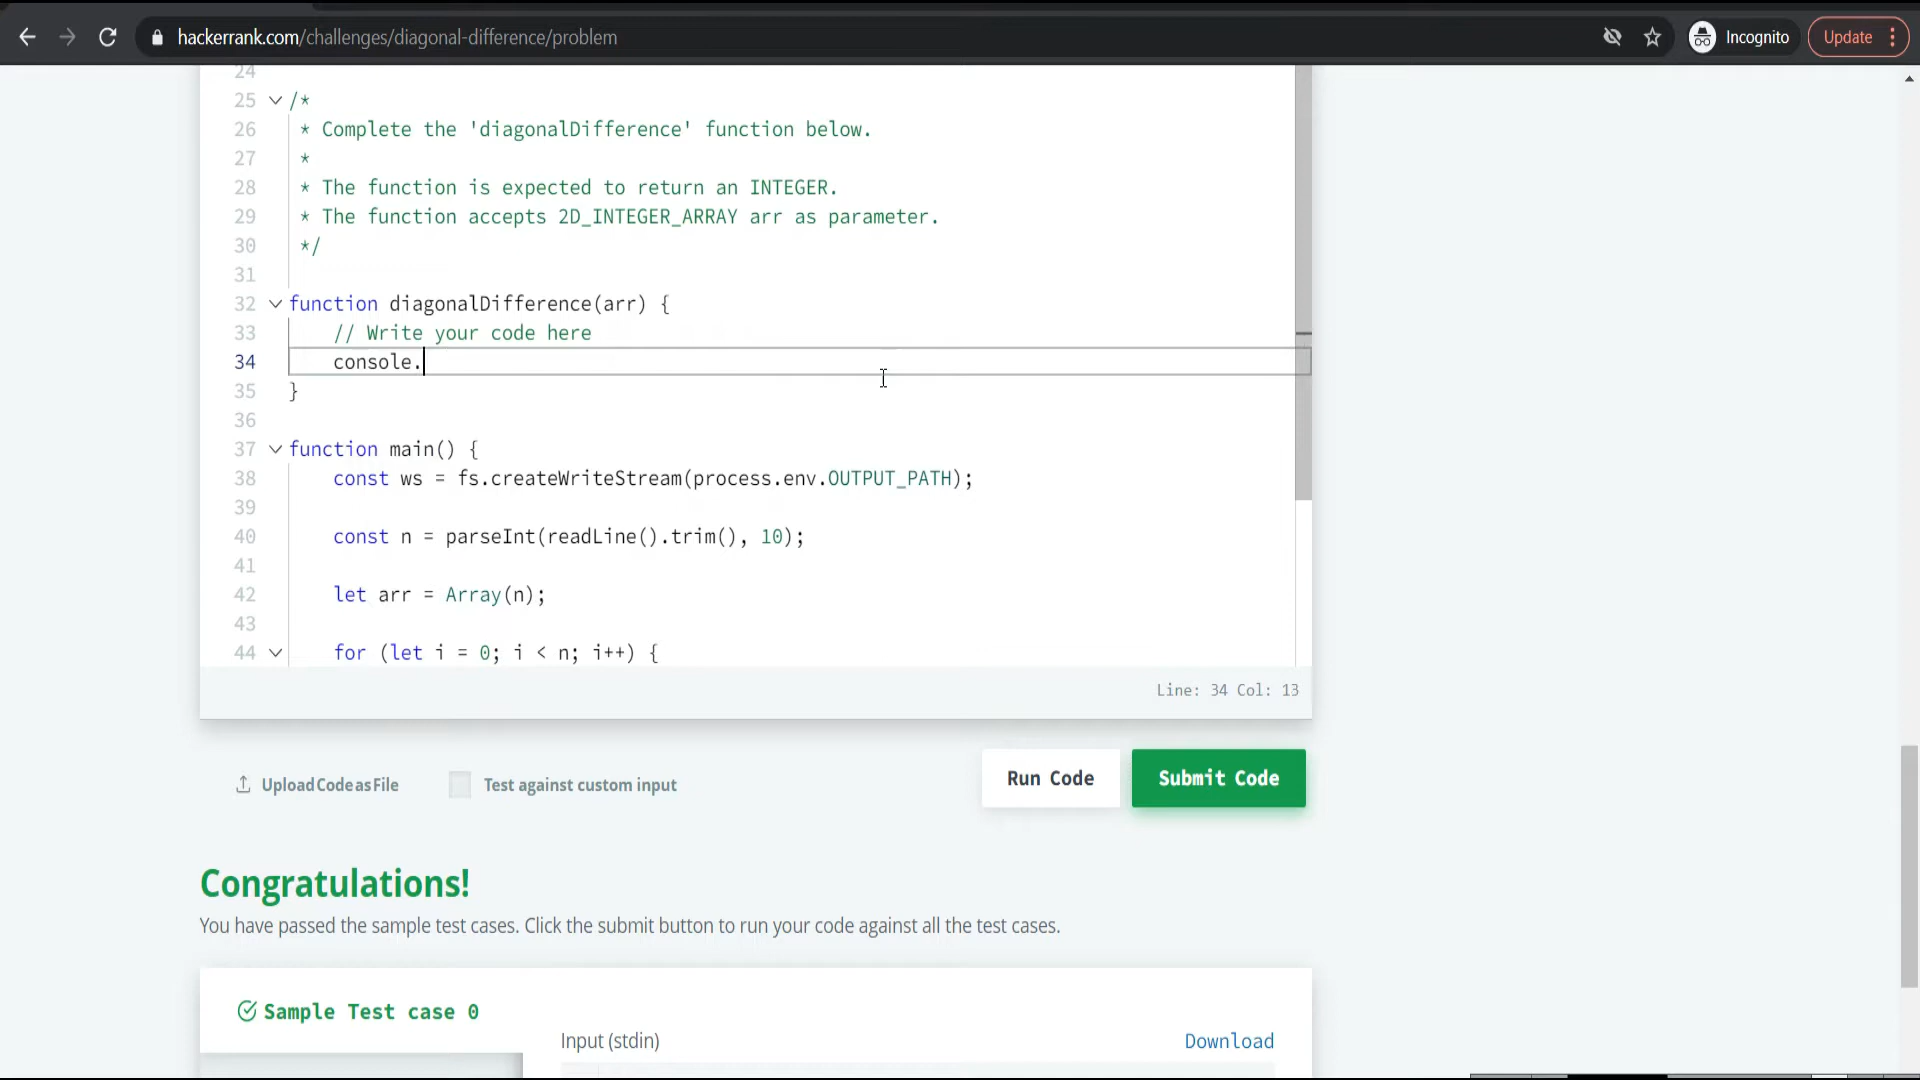 hackerrank.com/challenges/diagonal-difference/problem
Incognito
Update
24
25 /*
26 * Complete the 'diagonalDifference' function below.
27 *
28 * The function is expected to return an INTEGER.
29 * The function accepts 2D_INTEGER_ARRAY arr as parameter.
30 */
31
32 function diagonalDifference(arr) {
33 // Write your code here
34 console.
35 }
36
37 function main() {
38 const ws = fs.createWriteStream(process.env.OUTPUT_PATH);
39
40 const n = parseInt(readLine().trim(), 10);
41
42 let arr = Array(n);
43
44 for (let i = 0; i < n; i++) {
Line: 34 Col: 13
Upload Code as File
Test against custom input
Run Code
Submit Code
Congratulations!
You have passed the sample test cases. Click the submit button to run your code against all the test cases.
Sample Test case 0
Input (stdin)
Download